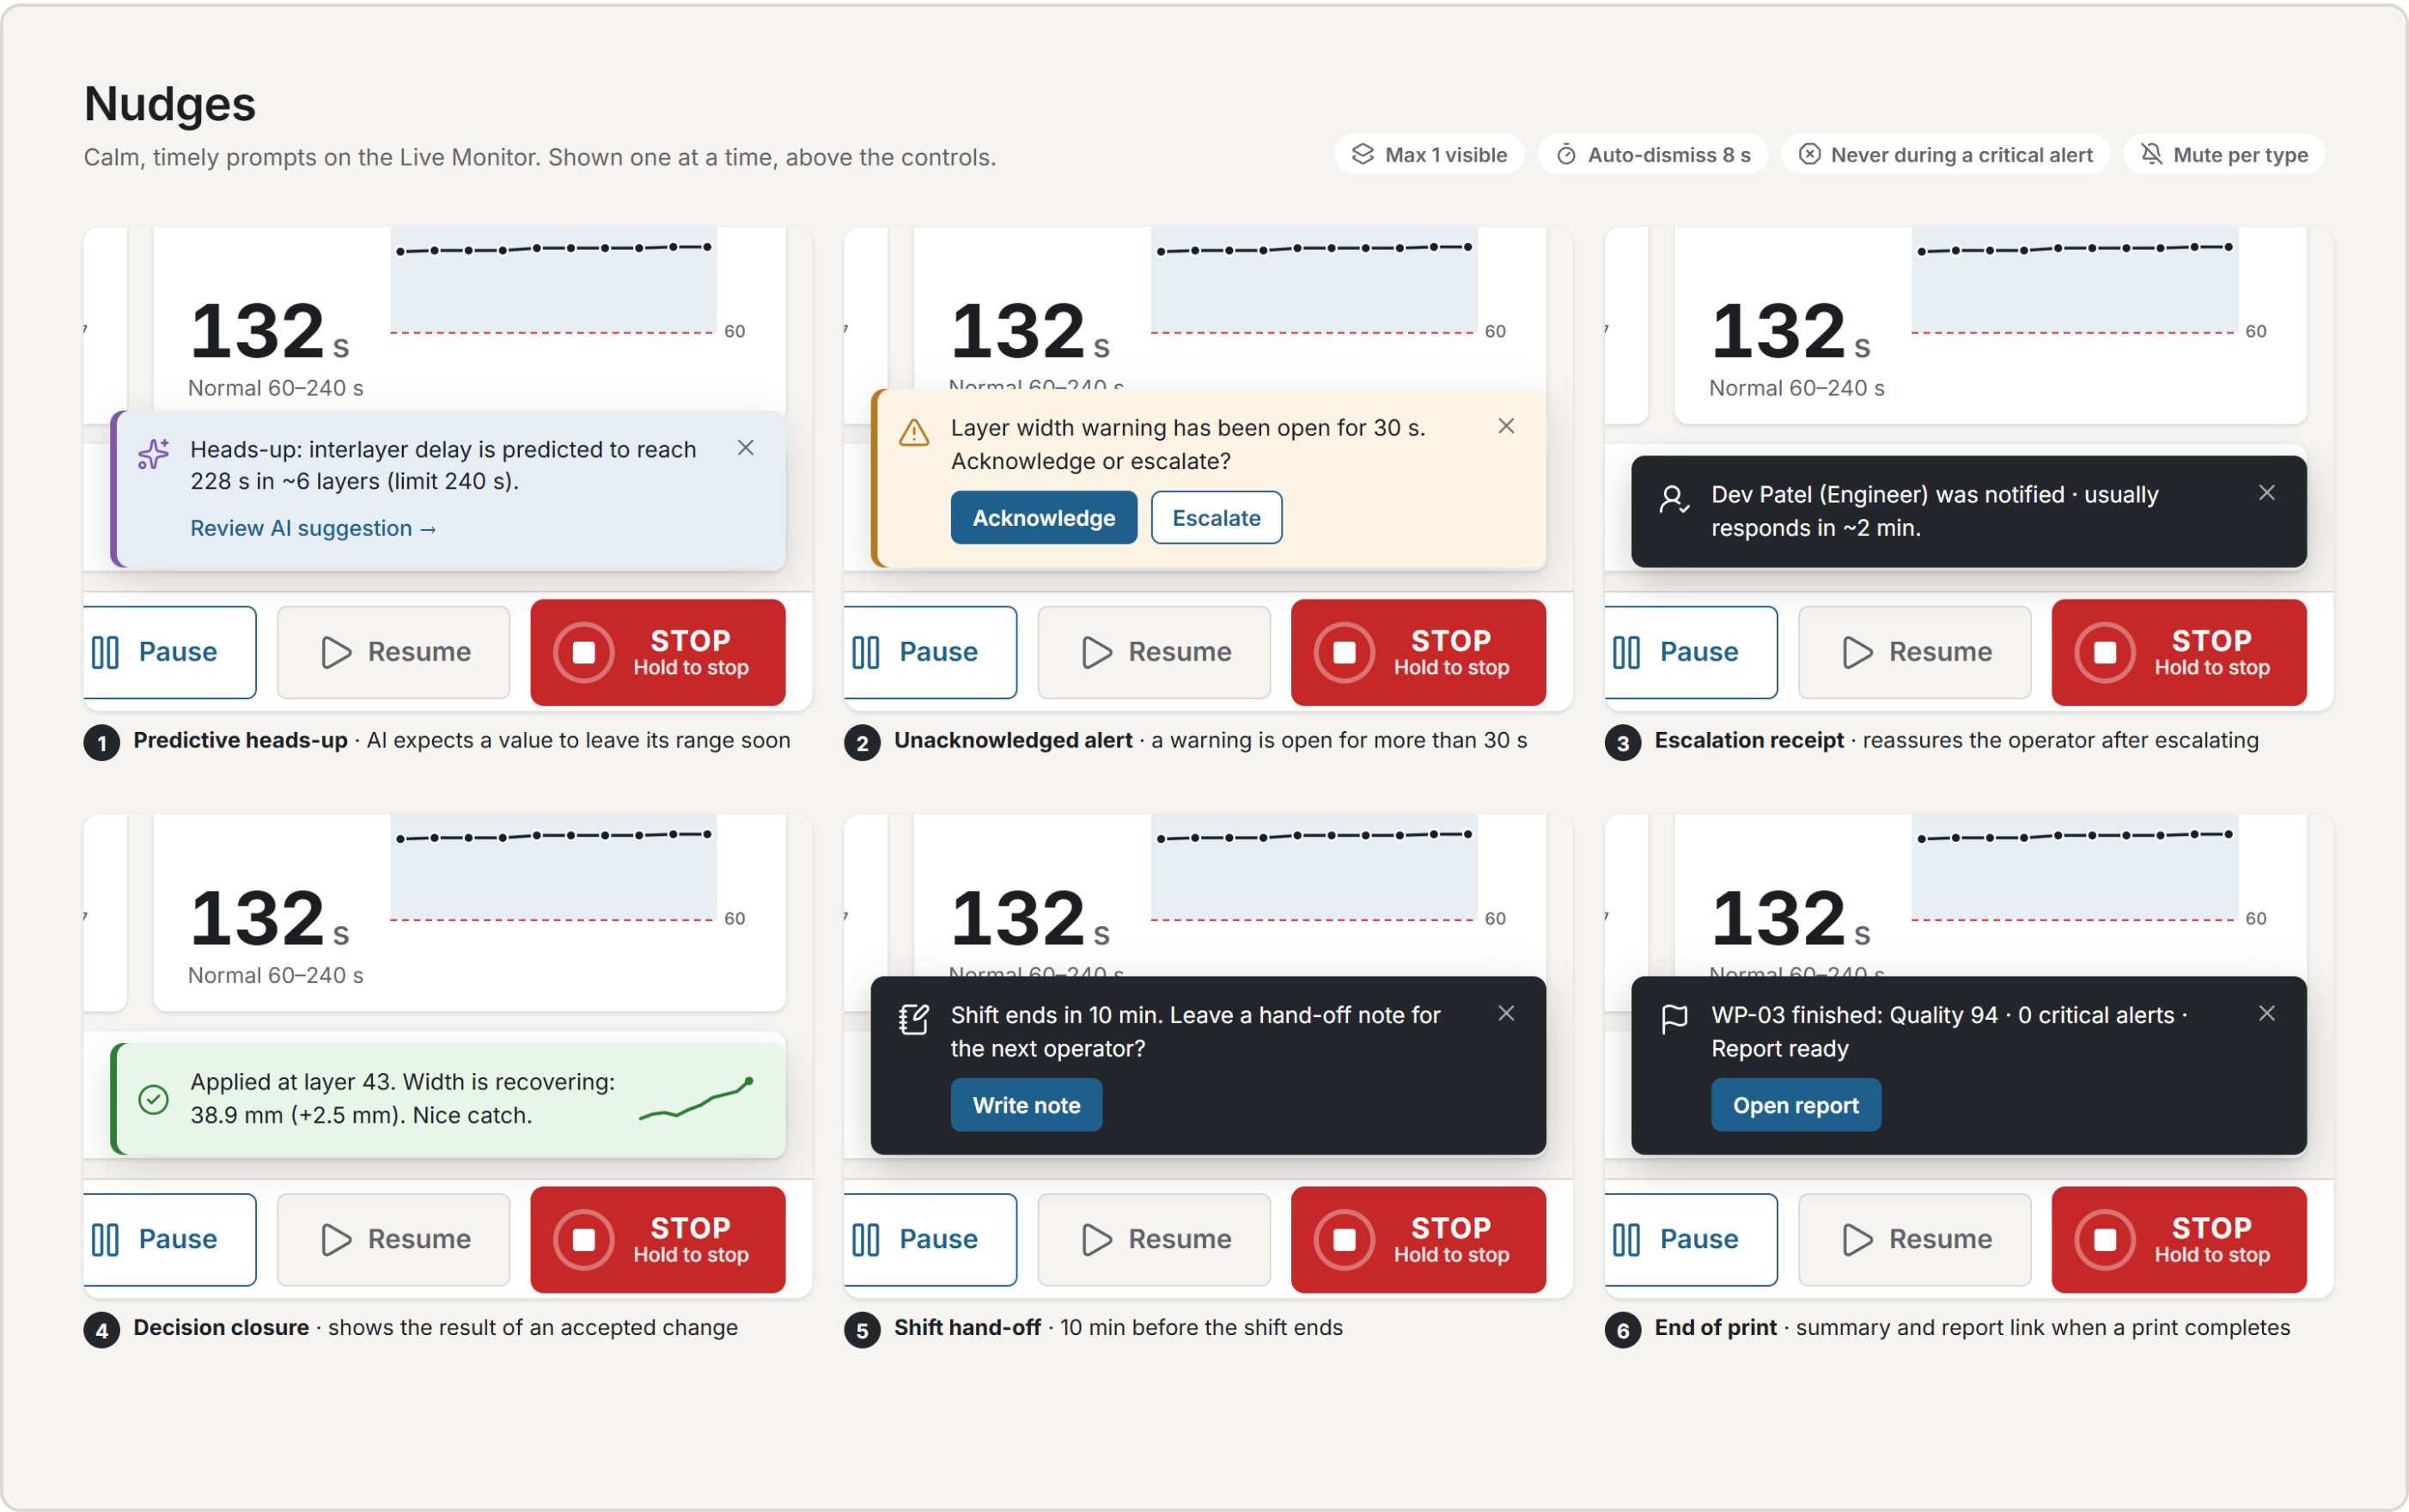 Nudges
Calm, timely prompts on the Live Monitor. Shown one at a time, above the controls.
Max 1 visible
Auto-dismiss 8 s
Never during a critical alert
Mute per type
132 s
60
Normal 60–240 s
Heads-up: interlayer delay is predicted to reach
228 s in ~6 layers (limit 240 s).
Review AI suggestion →
Pause
Resume
STOP
Hold to stop
1 Predictive heads-up · AI expects a value to leave its range soon
132 s
60
Normal 60–240 s
Layer width warning has been open for 30 s.
Acknowledge or escalate?
Acknowledge
Escalate
Pause
Resume
STOP
Hold to stop
2 Unacknowledged alert · a warning is open for more than 30 s
132 s
60
Normal 60–240 s
Dev Patel (Engineer) was notified · usually
responds in ~2 min.
Pause
Resume
STOP
Hold to stop
3 Escalation receipt · reassures the operator after escalating
132 s
60
Normal 60–240 s
Applied at layer 43. Width is recovering:
38.9 mm (+2.5 mm). Nice catch.
Pause
Resume
STOP
Hold to stop
4 Decision closure · shows the result of an accepted change
132 s
60
Normal 60–240 s
Shift ends in 10 min. Leave a hand-off note for
the next operator?
Write note
Pause
Resume
STOP
Hold to stop
5 Shift hand-off · 10 min before the shift ends
132 s
60
Normal 60–240 s
WP-03 finished: Quality 94 · 0 critical alerts ·
Report ready
Open report
Pause
Resume
STOP
Hold to stop
6 End of print · summary and report link when a print completes